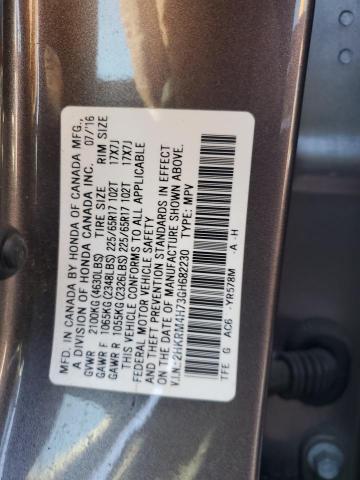 MFD. IN CANADA BY HONDA OF CANADA MFG.,
A DIVISION OF HONDA CANADA INC. 07/16
GVWR 2100KG (4630LBS) TIRE SIZE RIM SIZE
GAWR F 1065KG (2348LBS) 225/65R17 102T 17X7J
GAWR R 1055KG (2326LBS) 225/65R17 102T 17X7J
THIS VEHICLE CONFORMS TO ALL APPLICABLE
FEDERAL MOTOR VEHICLE SAFETY
AND THEFT PREVENTION STANDARDS IN EFFECT
ON THE DATE OF MANUFACTURE SHOWN ABOVE.
V.I.N: 2HKRM4H73GH682230 TYPE: MPV
TFE G AC6 -YR578M -A -H